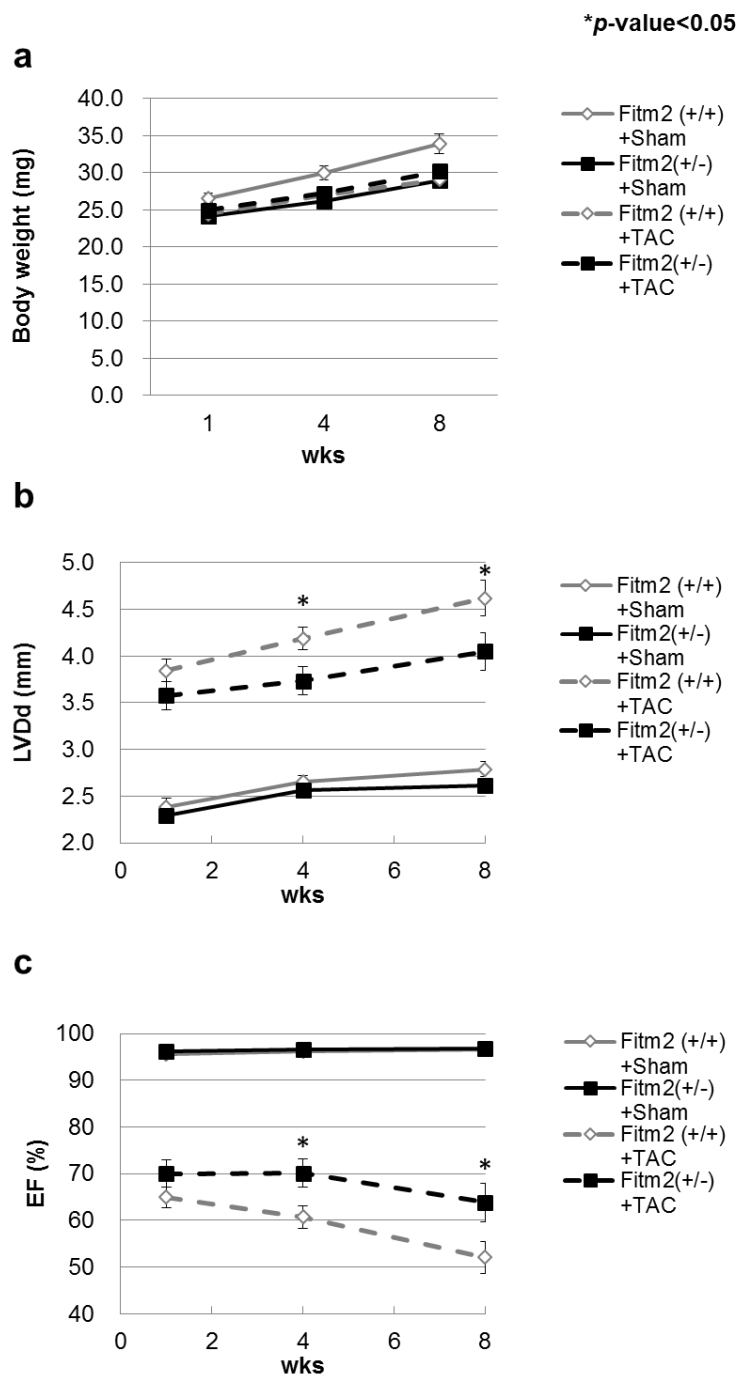 *p-value<0.05
a
40.0
35.0
30.0
25.0
20.0
15.0
10.0
5.0
0.0
Body weight (mg)
1 4 8
wks
Fitm2 (+/+)
+Sham
Fitm2(+/-)
+Sham
Fitm2 (+/+)
+TAC
Fitm2(+/-)
+TAC
b
5.0
4.5
4.0
3.5
3.0
2.5
2.0
LVDd (mm)
* *
0 2 4 6 8
wks
Fitm2 (+/+)
+Sham
Fitm2(+/-)
+Sham
Fitm2 (+/+)
+TAC
Fitm2(+/-)
+TAC
c
100
90
80
70
60
50
40
EF (%)
* *
0 2 4 6 8
wks
Fitm2 (+/+)
+Sham
Fitm2(+/-)
+Sham
Fitm2 (+/+)
+TAC
Fitm2(+/-)
+TAC